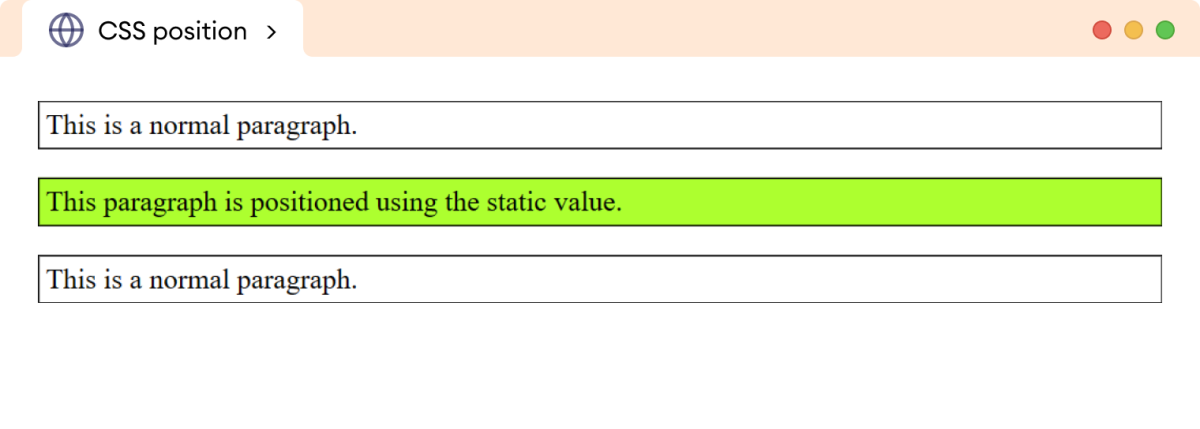 CSS position >
This is a normal paragraph.
This paragraph is positioned using the static value.
This is a normal paragraph.